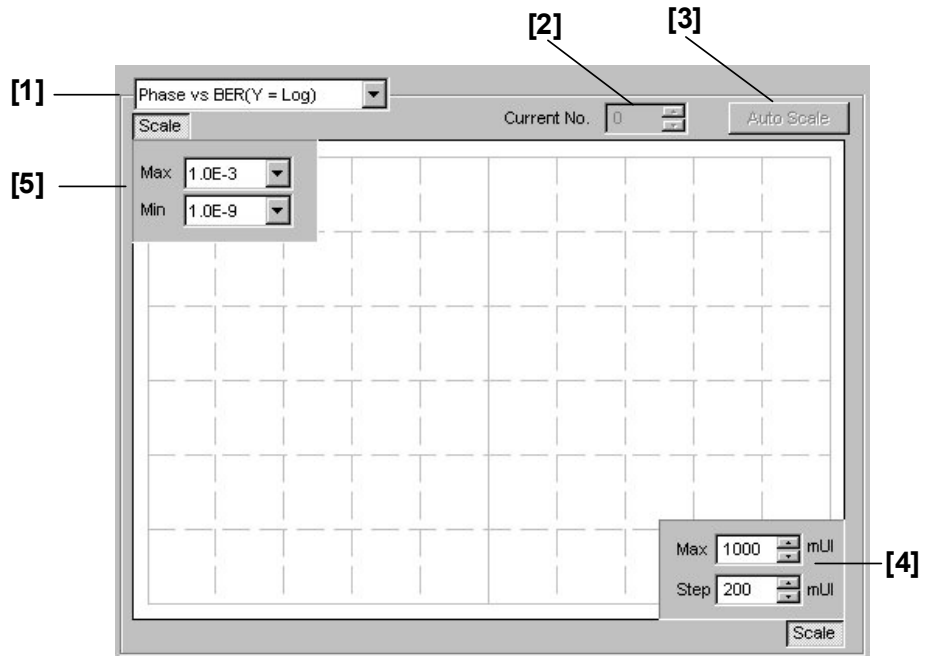 [2]
[3]
[1]
Phase vs BER(Y = Log)
Current No. 0
Auto Scale
Scale
[5]
Max 1.0E-3
Min 1.0E-9
Max 1000 mUI
[4]
Step 200 mUI
Scale